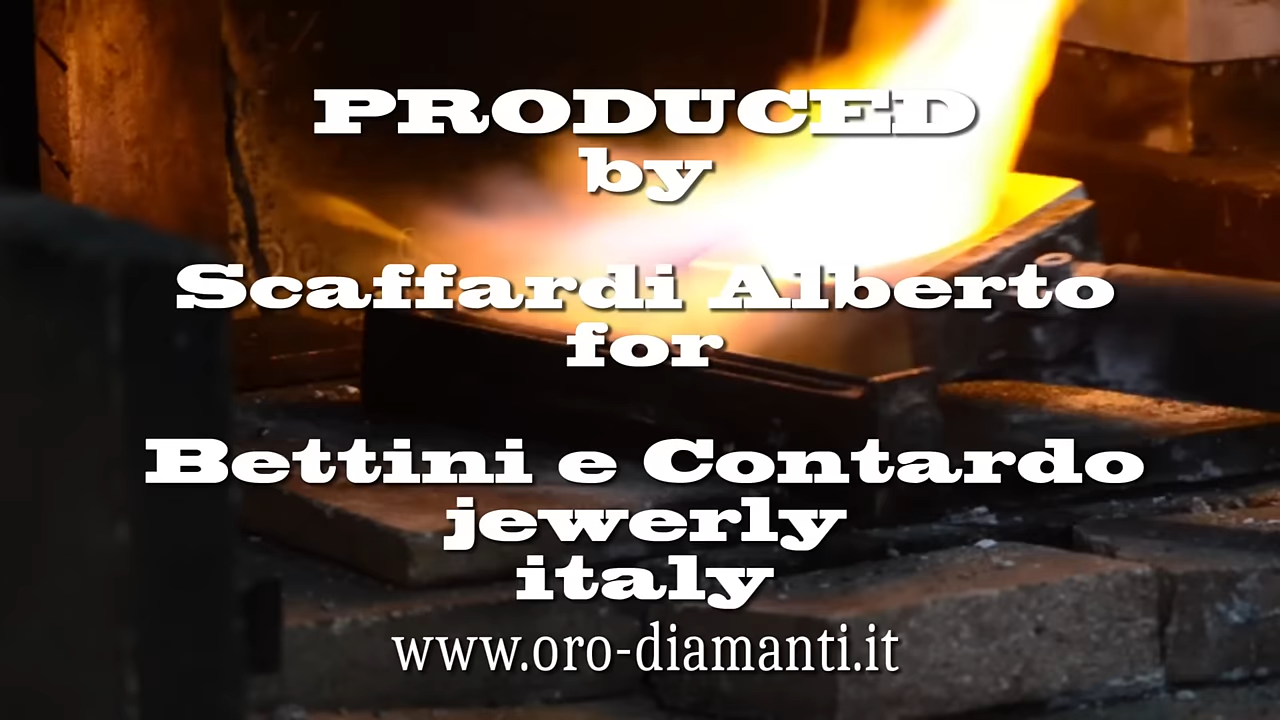 PRODUCED
by
Scaffardi Alberto
for
Bettini e Contardo
jewerly
italy
www.oro-diamanti.it